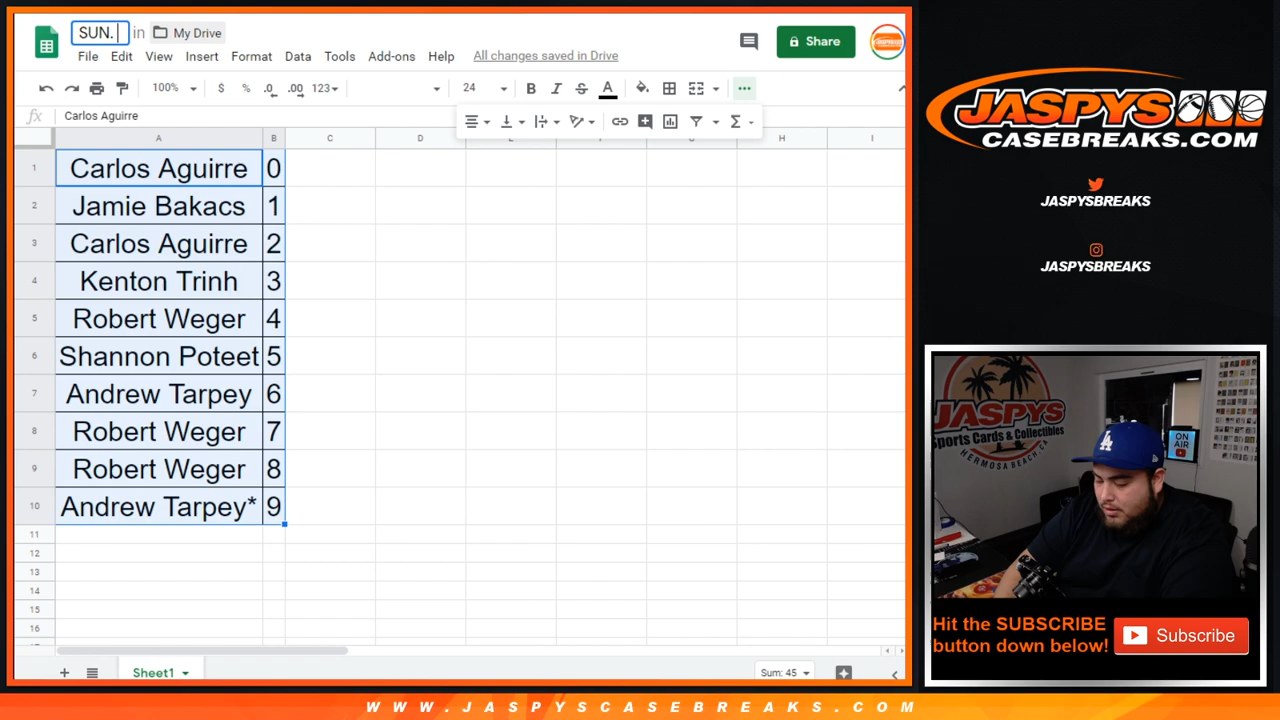 SUN. in My Drive
File Edit View Insert Format Data Tools Add-ons Help All changes saved in Drive
Share
100% $ % .0 .00 123 24 B I S A
fx Carlos Aguirre
A B C D H I
1 Carlos Aguirre 0
2 Jamie Bakacs 1
3 Carlos Aguirre 2
4 Kenton Trinh 3
5 Robert Weger 4
6 Shannon Poteet 5
7 Andrew Tarpey 6
8 Robert Weger 7
9 Robert Weger 8
10 Andrew Tarpey* 9
11
12
13
14
15
16
Sheet1 Sum: 45
JASPYS
CASEBREAKS.COM
JASPYSBREAKS
JASPYSBREAKS
JASPYS
Sports Cards & Collectibles
HERMOSA BEACH, CA
LA
ON
AIR
Hit the SUBSCRIBE
button down below!
Subscribe
WWW.JASPYSCASEBREAKS.COM